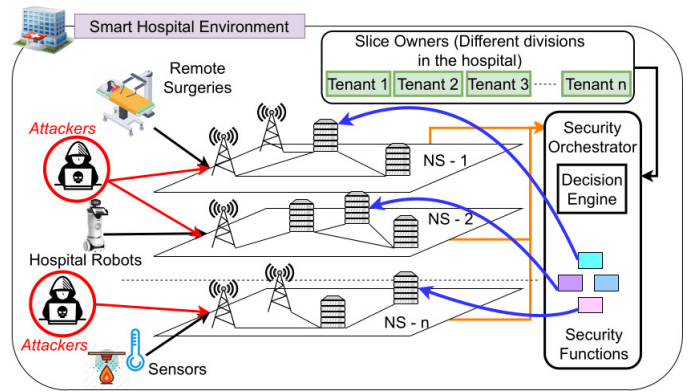 Smart Hospital Environment
Slice Owners (Different divisions
in the hospital)
Tenant 1 Tenant 2 Tenant 3 Tenant n
Remote
Surgeries
Attackers
NS - 1
Security
Orchestrator
Decision
Engine
NS - 2
Hospital Robots
NS - n
Attackers
Sensors
Security
Functions